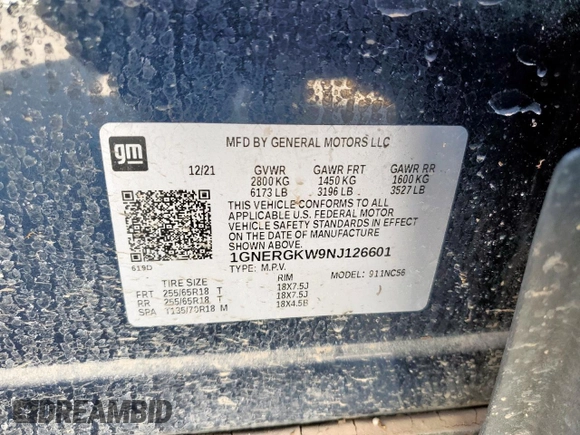 gm
MFD BY GENERAL MOTORS LLC
12/21 GVWR GAWR FRT GAWR RR
2800 KG 1450 KG 1600 KG
6173 LB 3196 LB 3527 LB
THIS VEHICLE CONFORMS TO ALL
APPLICABLE U.S. FEDERAL MOTOR
VEHICLE SAFETY STANDARDS IN EFFECT
ON THE DATE OF MANUFACTURE
SHOWN ABOVE.
1GNERGKW9NJ126601
619D TYPE: M.P.V. MODEL: 911NC56
TIRE SIZE RIM
FRT 255/65R18 T 18X7.5J
RR 255/65R18 T 18X7.5J
SPA T135/70R18 M 18X4.5B
DREAMBID